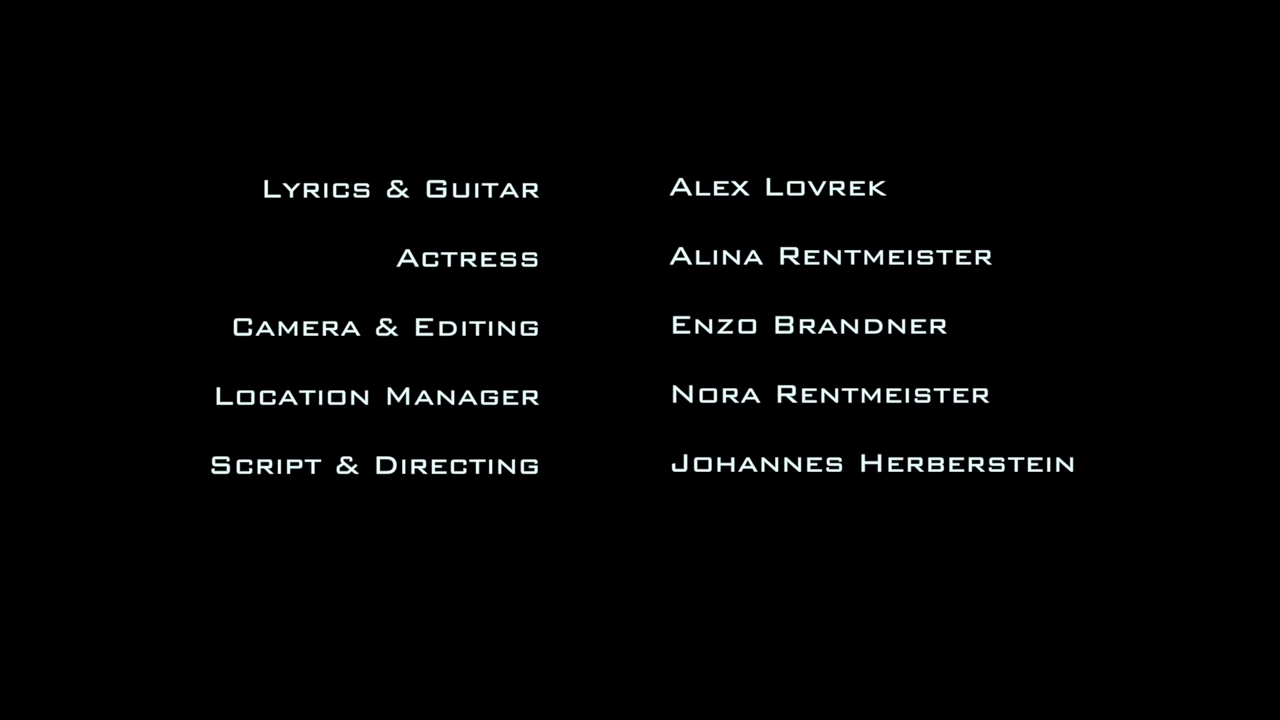 Lyrics & Guitar Alex Lovrek
Actress Alina Rentmeister
Camera & Editing Enzo Brandner
Location Manager Nora Rentmeister
Script & Directing Johannes Herberstein